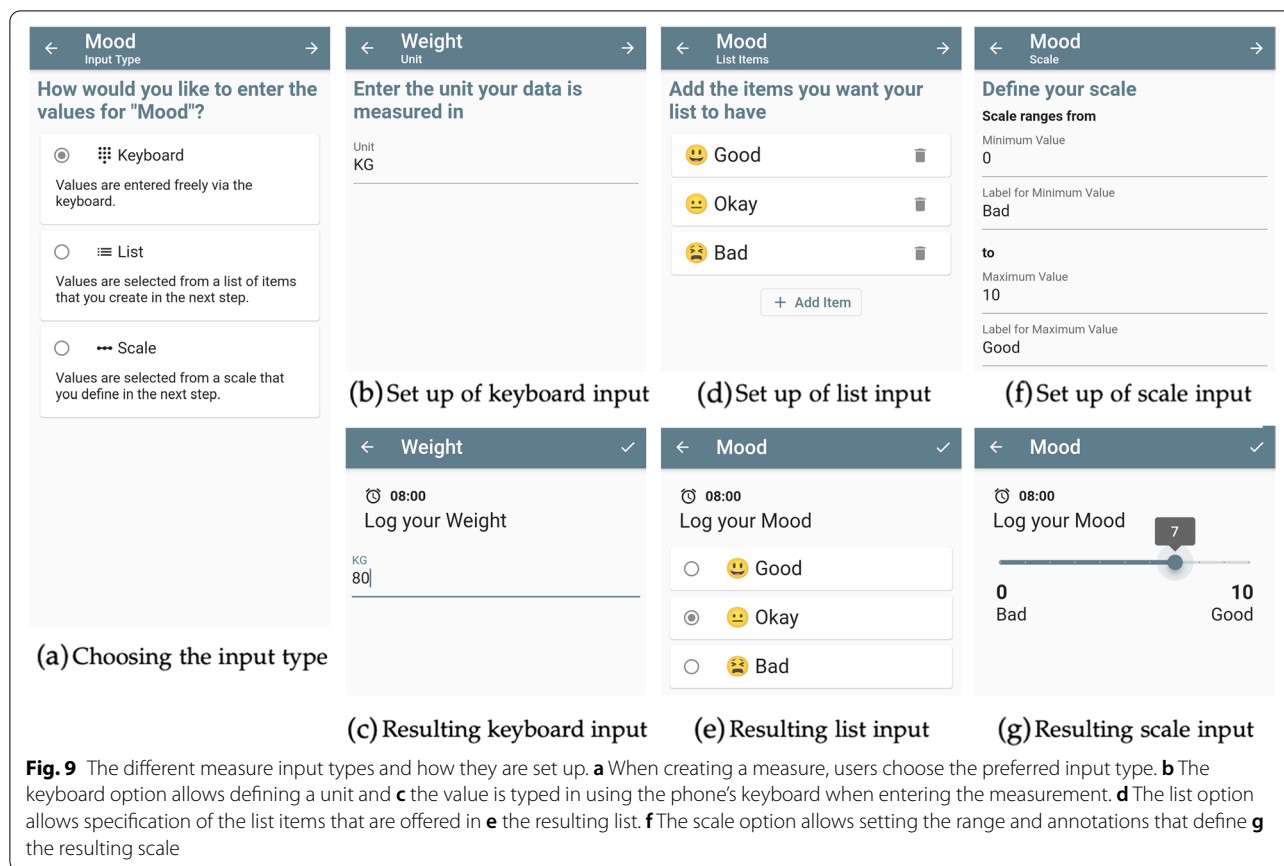 Mood
Input Type
How would you like to enter the
values for "Mood"?
Keyboard
Values are entered freely via the
keyboard.
List
Values are selected from a list of items
that you create in the next step.
Scale
Values are selected from a scale that
you define in the next step.
(a) Choosing the input type
Weight
Unit
Enter the unit your data is
measured in
Unit
KG
(b) Set up of keyboard input
Weight
08:00
Log your Weight
KG
80
(c) Resulting keyboard input
Mood
List Items
Add the items you want your
list to have
😃 Good
😐 Okay
😫 Bad
+ Add Item
(d) Set up of list input
Mood
08:00
Log your Mood
😃 Good
😐 Okay
😫 Bad
(e) Resulting list input
Mood
Scale
Define your scale
Scale ranges from
Minimum Value
0
Label for Minimum Value
Bad
to
Maximum Value
10
Label for Maximum Value
Good
(f) Set up of scale input
Mood
08:00
Log your Mood
7
0 10
Bad Good
(g) Resulting scale input
Fig. 9 The different measure input types and how they are set up. a When creating a measure, users choose the preferred input type. b The
keyboard option allows defining a unit and c the value is typed in using the phone's keyboard when entering the measurement. d The list option
allows specification of the list items that are offered in e the resulting list. f The scale option allows setting the range and annotations that define g
the resulting scale